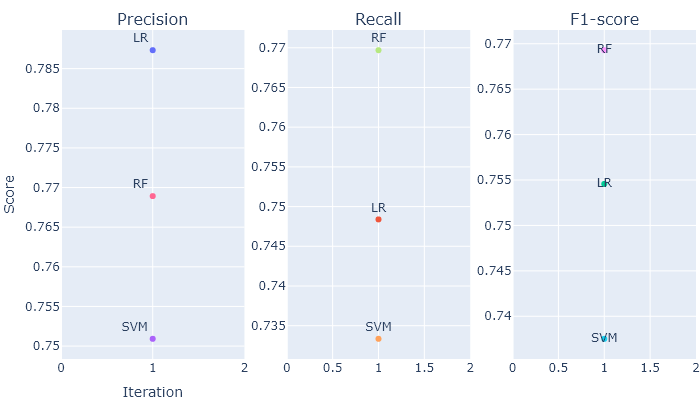 Precision
Recall
F1-score
LR
RF
SVM
0.785
0.78
0.775
0.77
0.765
0.76
0.755
0.75
0
1
2
Score
Iteration
RF
LR
SVM
0.77
0.765
0.76
0.755
0.75
0.745
0.74
0.735
0
0.5
1
1.5
2
RF
LR
SVM
0.77
0.765
0.76
0.755
0.75
0.745
0.74
0
0.5
1
1.5
2